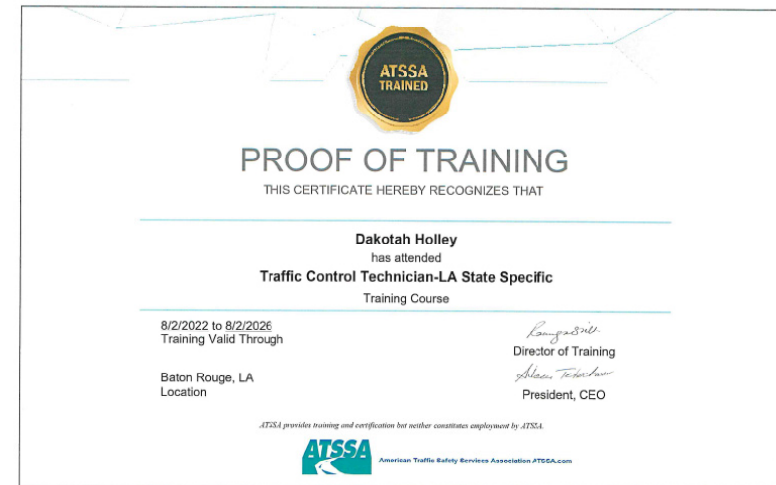 ATSSA
TRAINED
PROOF OF TRAINING
THIS CERTIFICATE HEREBY RECOGNIZES THAT
Dakotah Holley
has attended
Traffic Control Technician-LA State Specific
Training Course
8/2/2022 to 8/2/2026
Training Valid Through
Director of Training
Baton Rouge, LA
Location
President, CEO
ATSSA provides training and certification but neither constitutes employment by ATSSA.
ATSSA
American Traffic Safety Services Association ATSSA.com